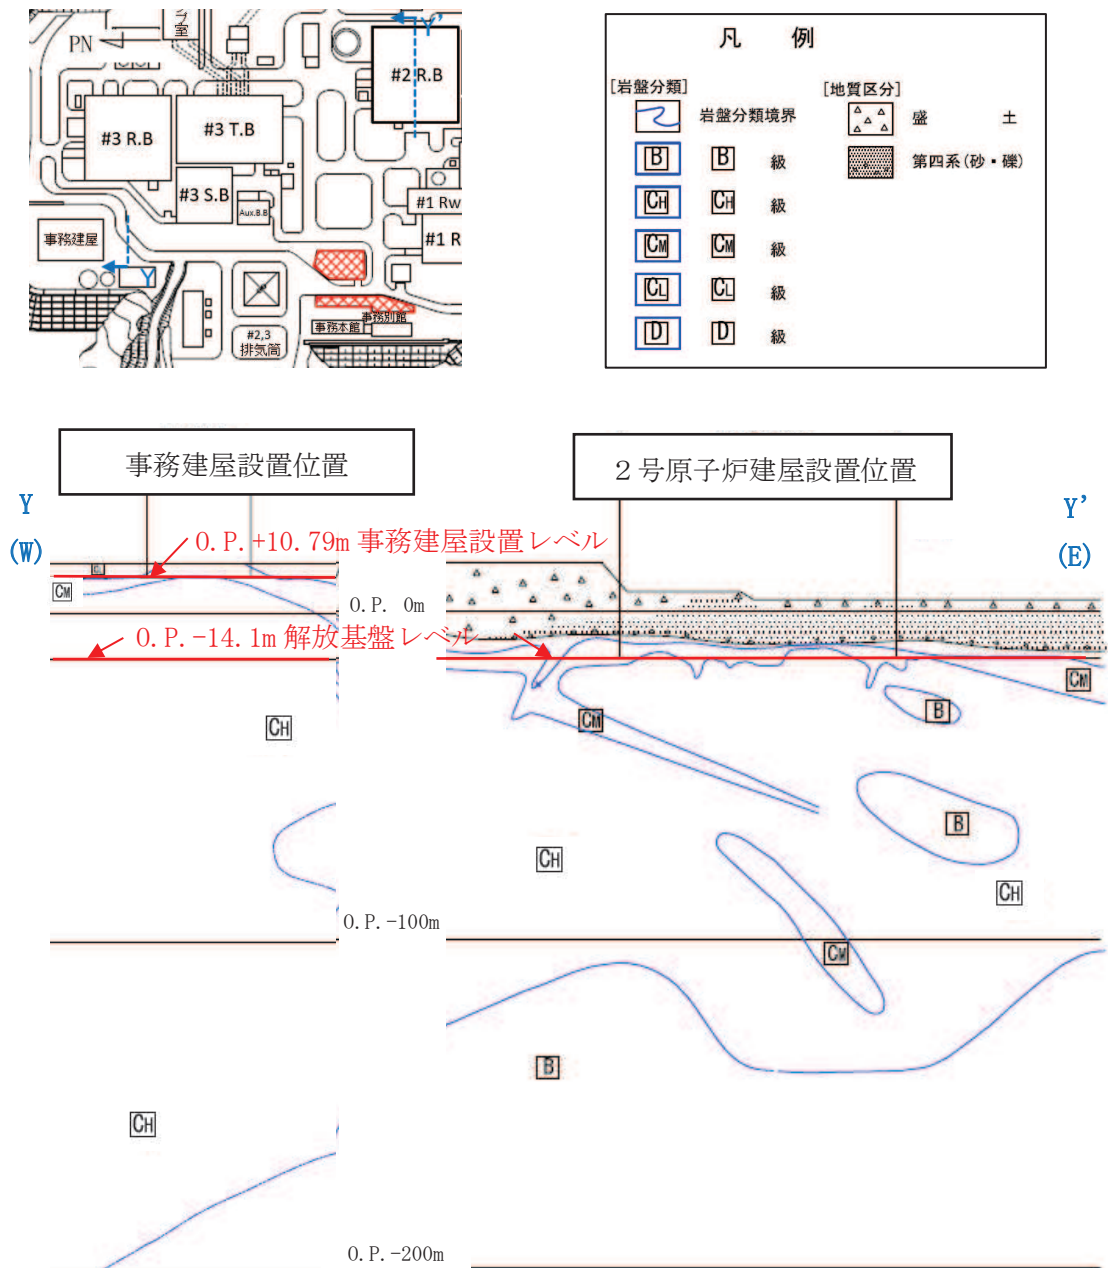 プ室
PN
Y'
#2 R.B
#3 R.B
#3 T.B
#3 S.B
Aux.B.B
#1 Rw
#1 R
事務建屋
Y
#2,3
排気筒
事務本館
事務別館
凡 例
[岩盤分類]
[地質区分]
岩盤分類境界
盛 土
B B 級
第四系(砂・礫)
CH CH 級
CM CM 級
CL CL 級
D D 級
事務建屋設置位置
2号原子炉建屋設置位置
Y
(W)
Y'
(E)
O.P.+10.79m 事務建屋設置レベル
CM
O.P. 0m
O.P.-14.1m 解放基盤レベル
CM
B
CM
CH
B
CH
CH
O.P.-100m
CM
B
CH
O.P.-200m